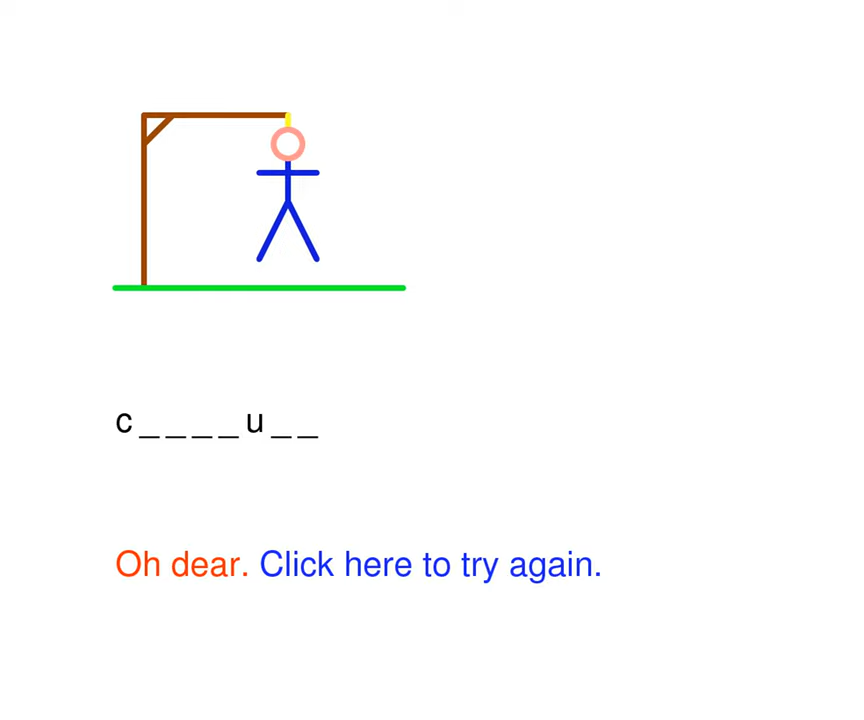 c _ _ _ _ u _ _
Oh dear. Click here to try again.